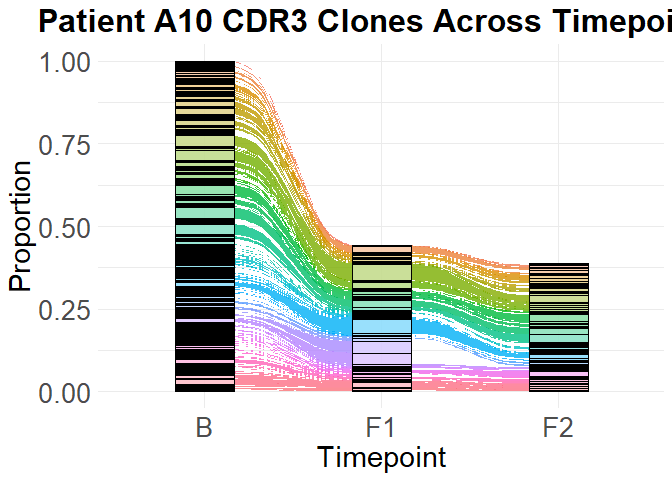 Patient A10 CDR3 Clones Across Timepoi
1.00
0.75
0.50
0.25
0.00
Proportion
B F1 F2
Timepoint